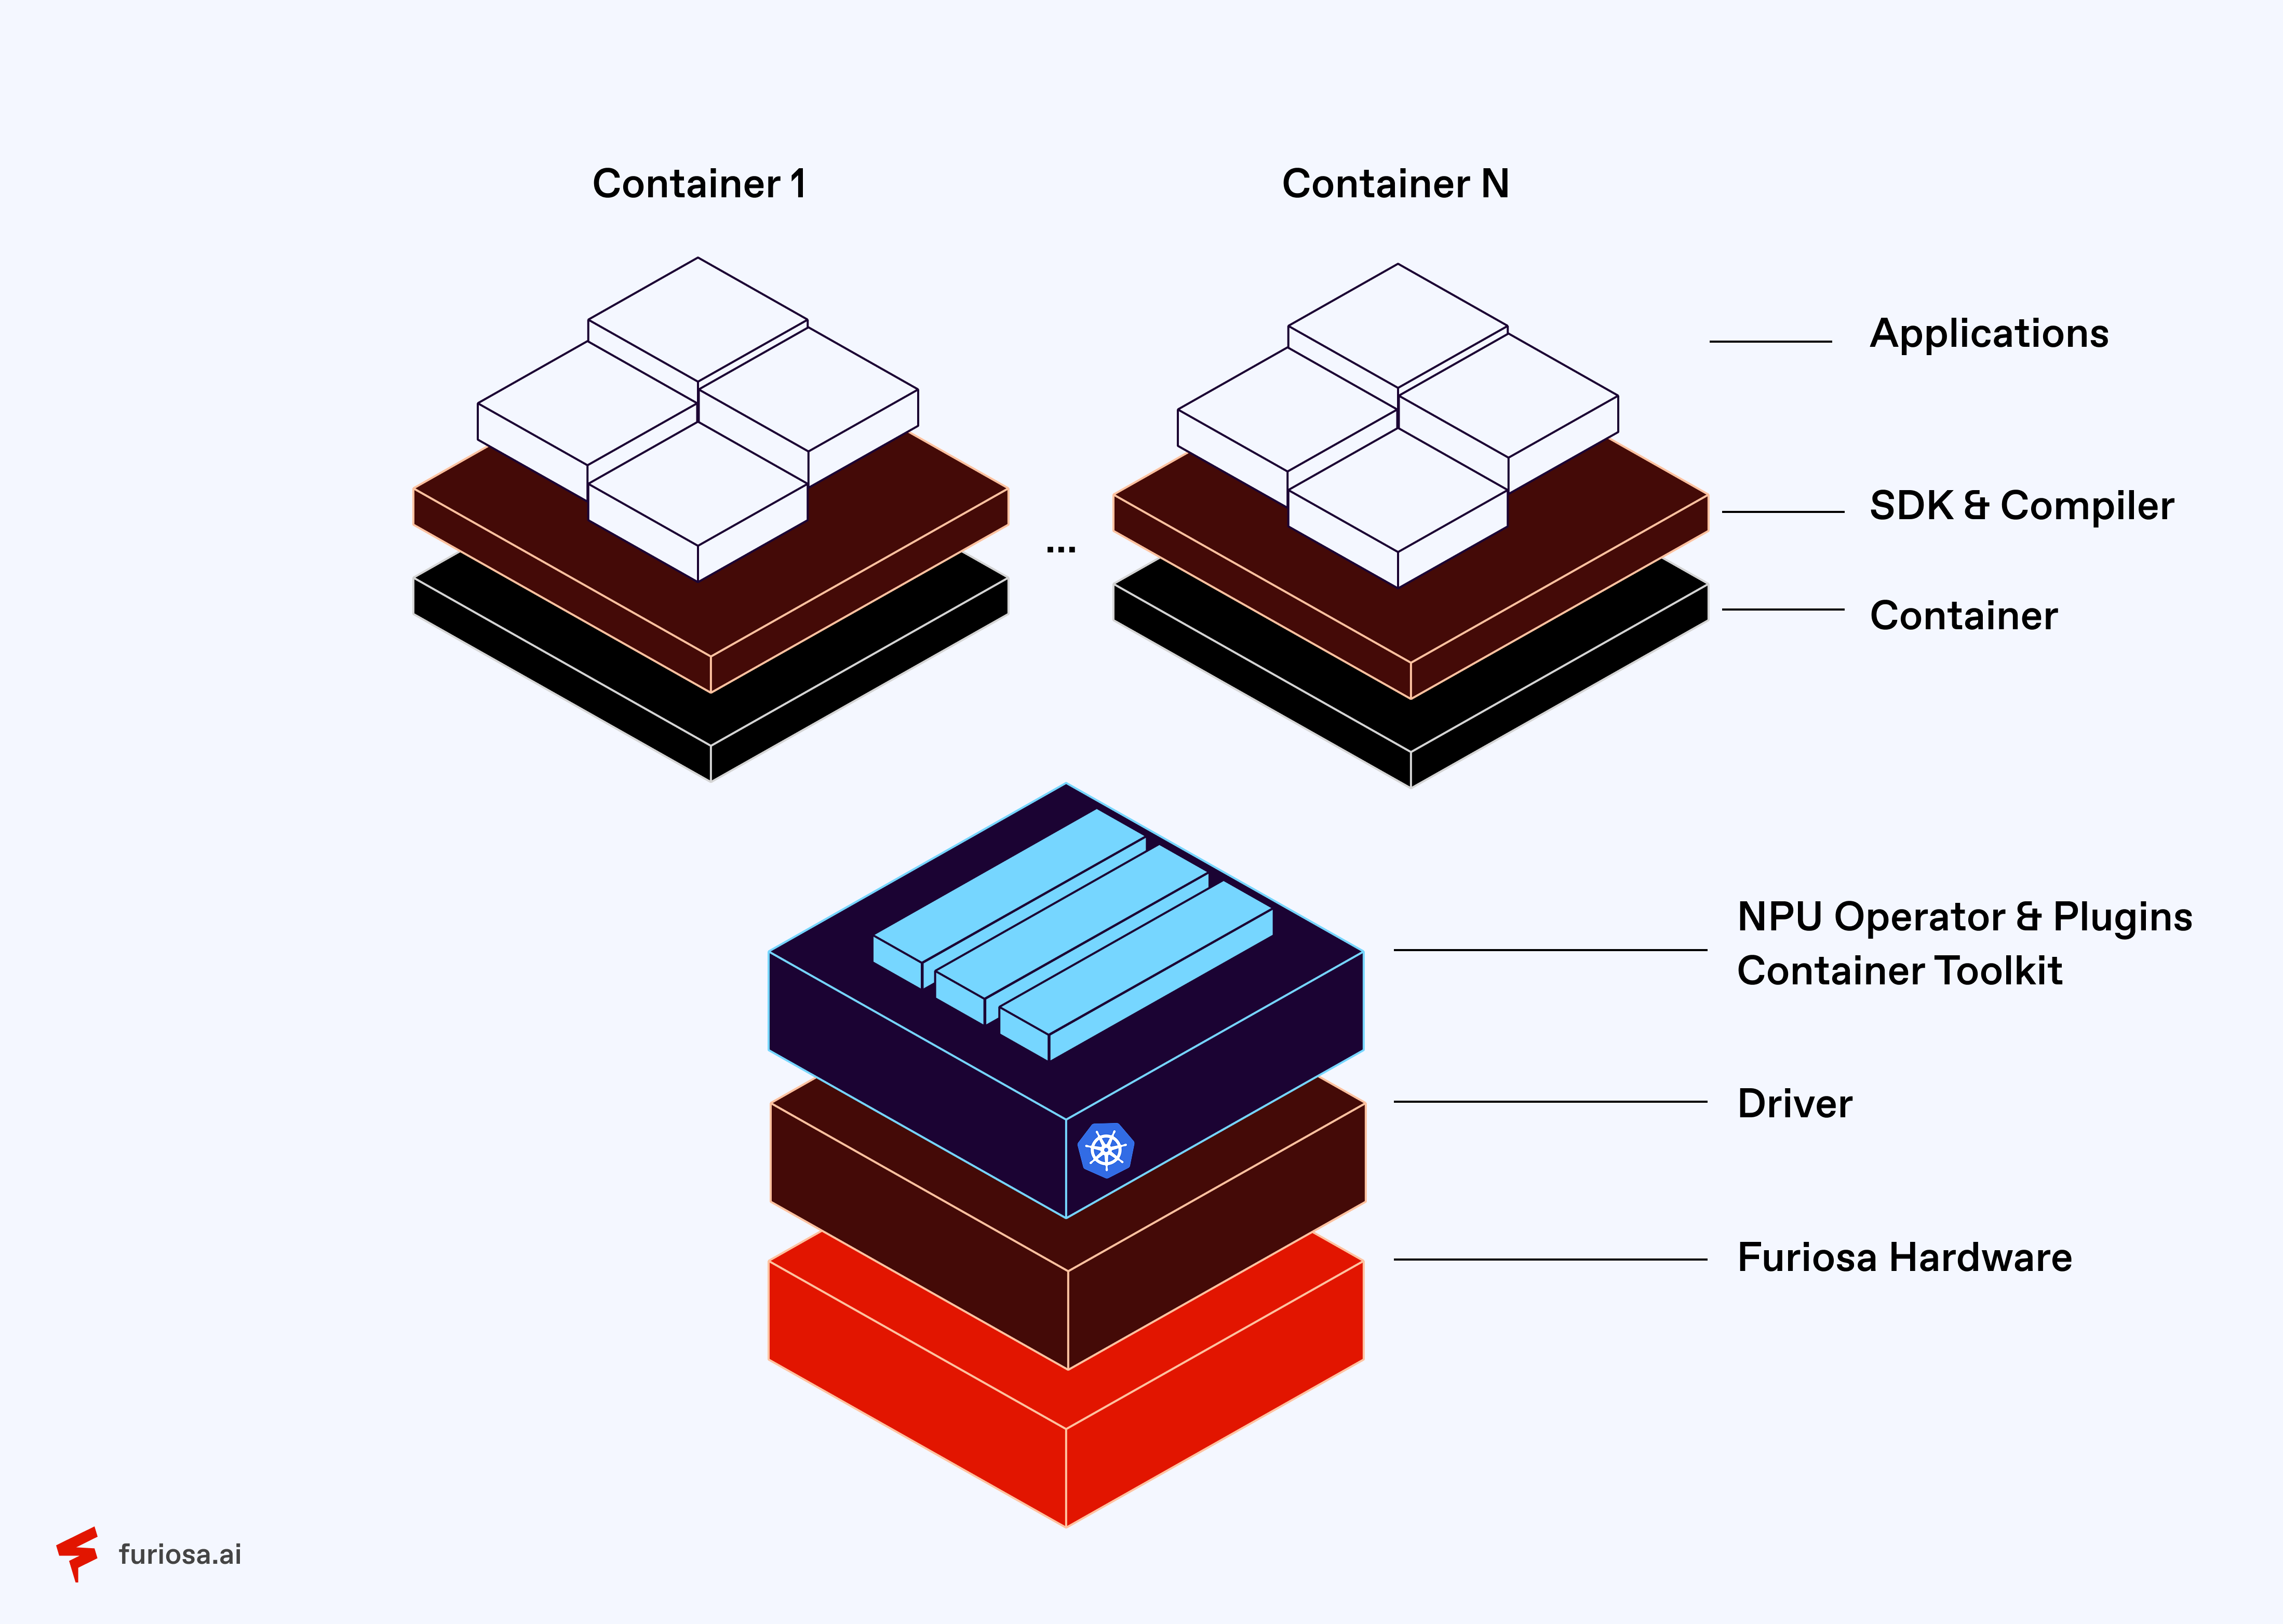 Container 1
Container N
Applications
SDK & Compiler
...
Container
NPU Operator & Plugins
Container Toolkit
Driver
Furiosa Hardware
furiosa.ai